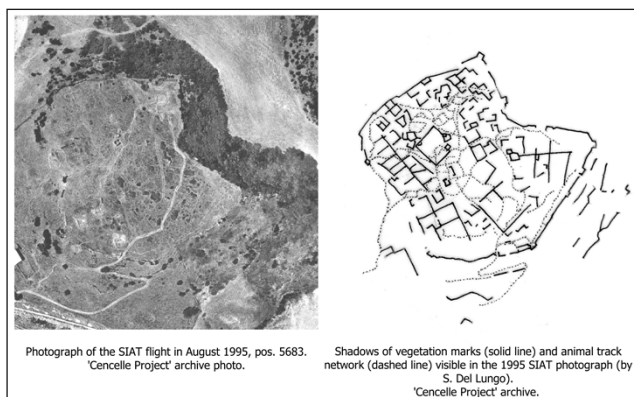 Photograph of the SIAT flight in August 1995, pos. 5683.
'Cencelle Project' archive photo.
Shadows of vegetation marks (solid line) and animal track
network (dashed line) visible in the 1995 SIAT photograph (by
S. Del Lungo).
'Cencelle Project' archive.